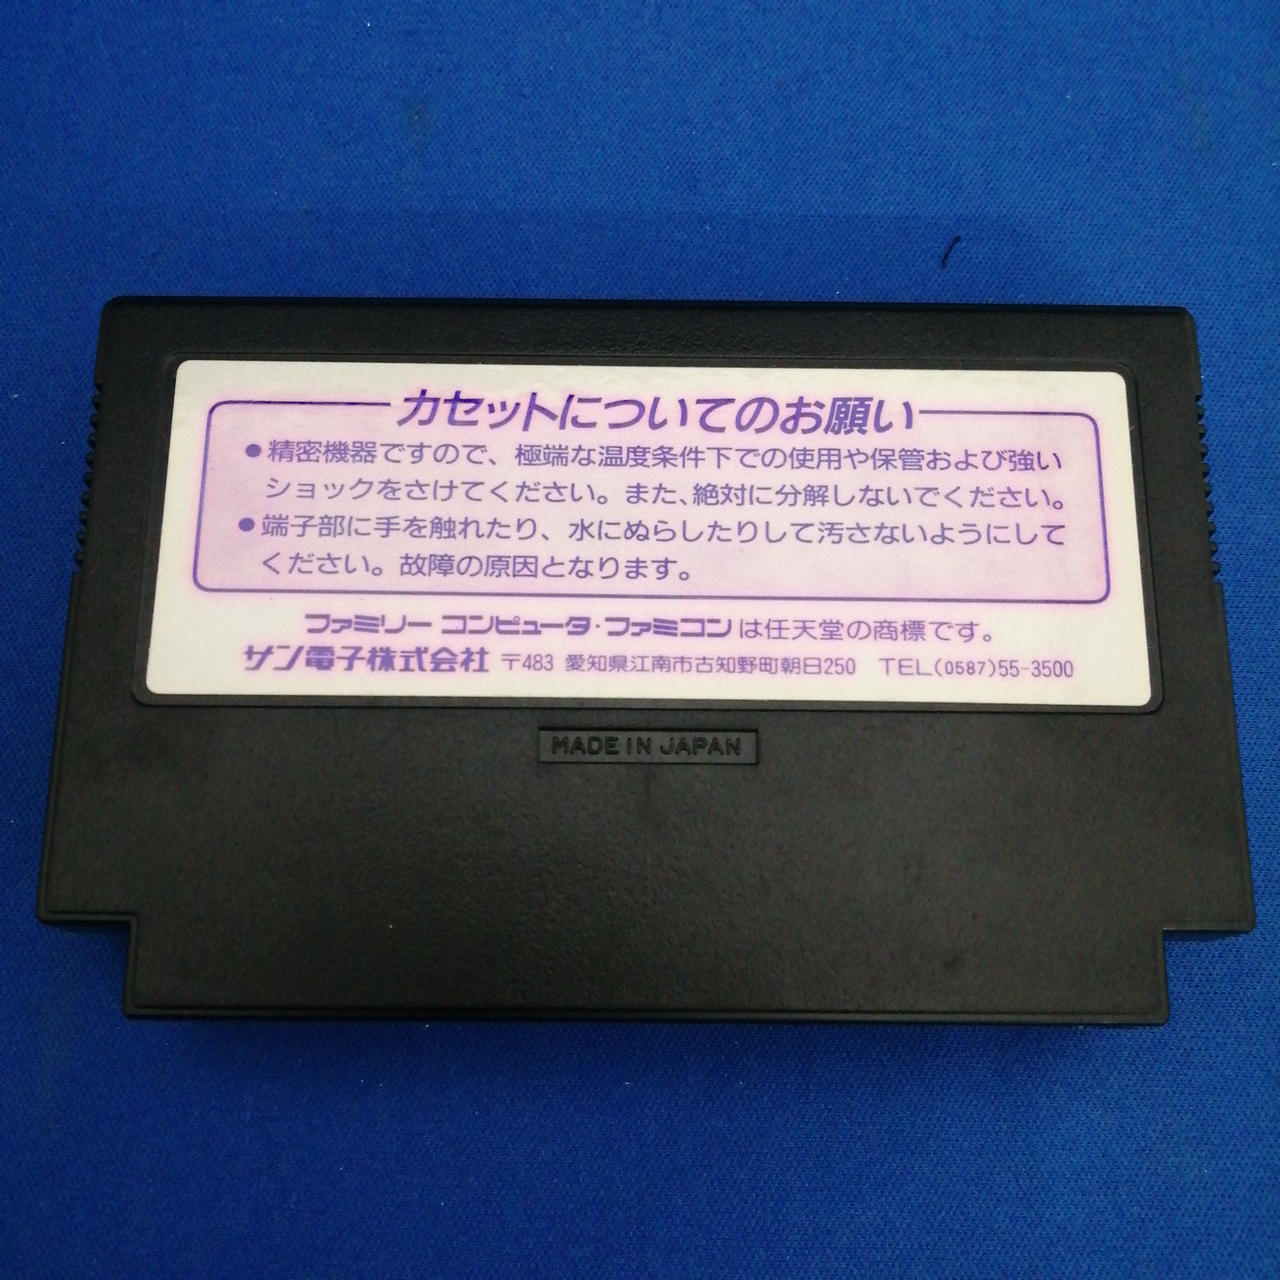 カセットについてのお願い
●精密機器ですので、極端な温度条件下での使用や保管および強い
ショックをさけてください。また、絶対に分解しないでください。
●端子部に手を触れたり、水にぬらしたりして汚さないようにして
ください。故障の原因となります。
ファミリー コンピュータ・ファミコンは任天堂の商標です。
サン電子株式会社 〒483 愛知県江南市古知野町朝日250 TEL(0587)55-3500
MADE IN JAPAN